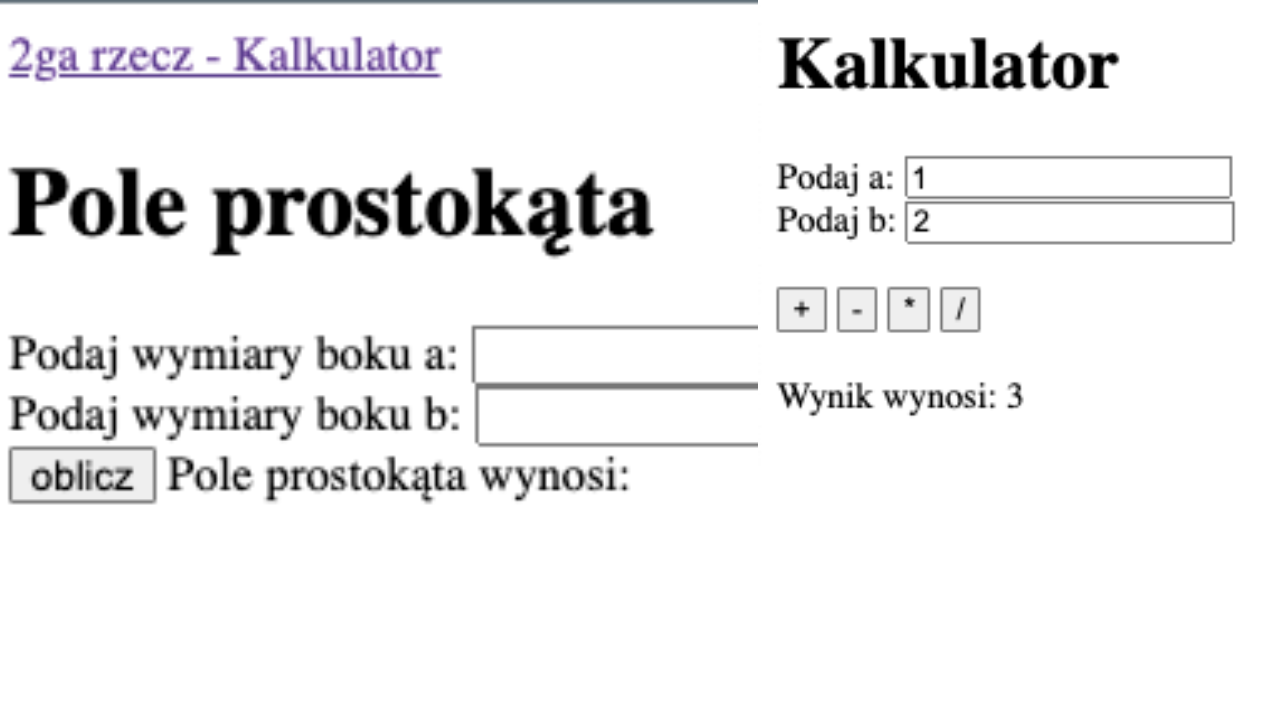 2ga rzecz - Kalkulator
Pole prostokąta
Podaj wymiary boku a:
Podaj wymiary boku b:
oblicz Pole prostokąta wynosi:
Kalkulator
Podaj a: 1
Podaj b: 2
+ - * /
Wynik wynosi: 3